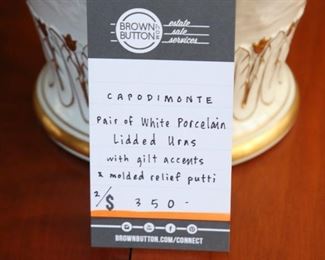 BROWN
BUTTON
.COM
estate
sale
services
CAPODIMONTE
Pair of White Porcelain
Lidded Urns
with gilt accents
& molded relief putti
2/$ 350-
BROWNBUTTON.COM/CONNECT